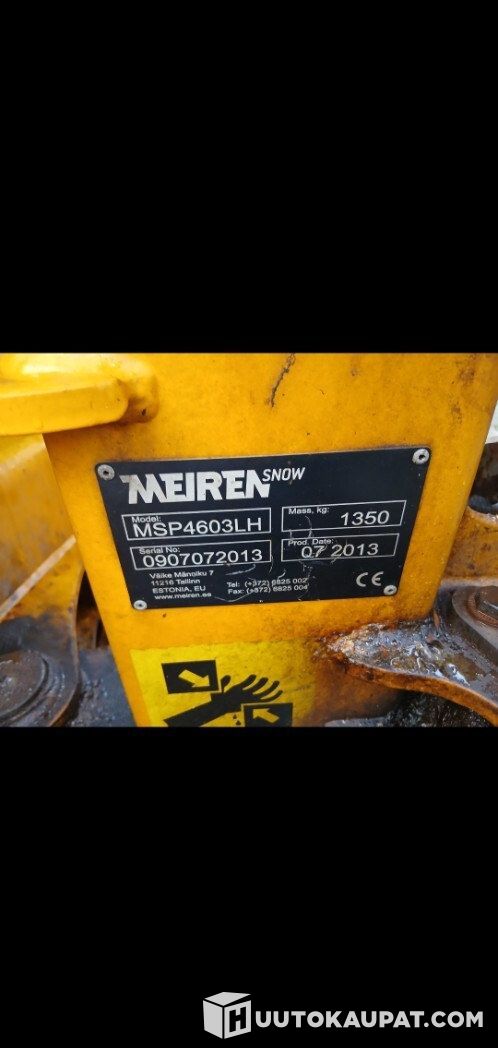 MEIREN SNOW
Model: MSP4603LH
Mass, kg: 1350
Serial No: 0907072013
Prod. Date: 07 2013
Väike Männiku 7
11216 Tallinn
ESTONIA, EU
www.meiren.ee
Tel: (+372) 6825 002
Fax: (+372) 6825 004
CE
HUUTOKAUPAT.COM